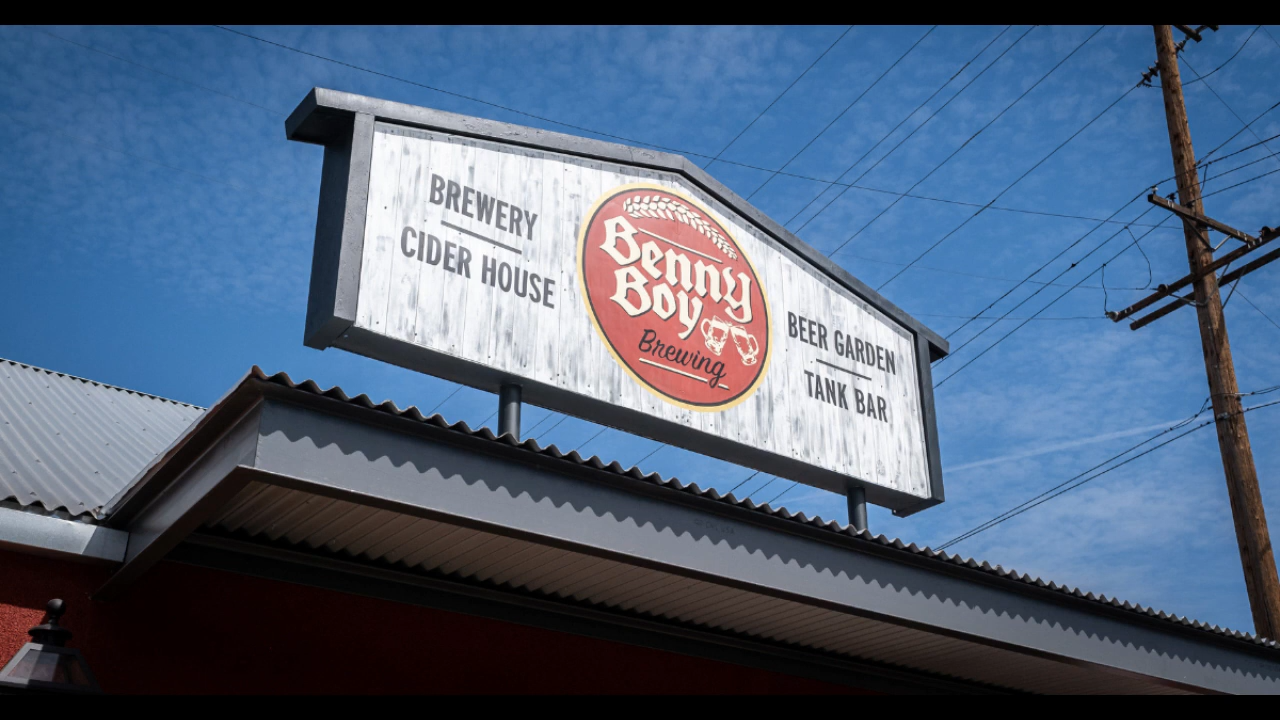 BREWERY
CIDER HOUSE
Benny
Boy
Brewing
BEER GARDEN
TANK BAR